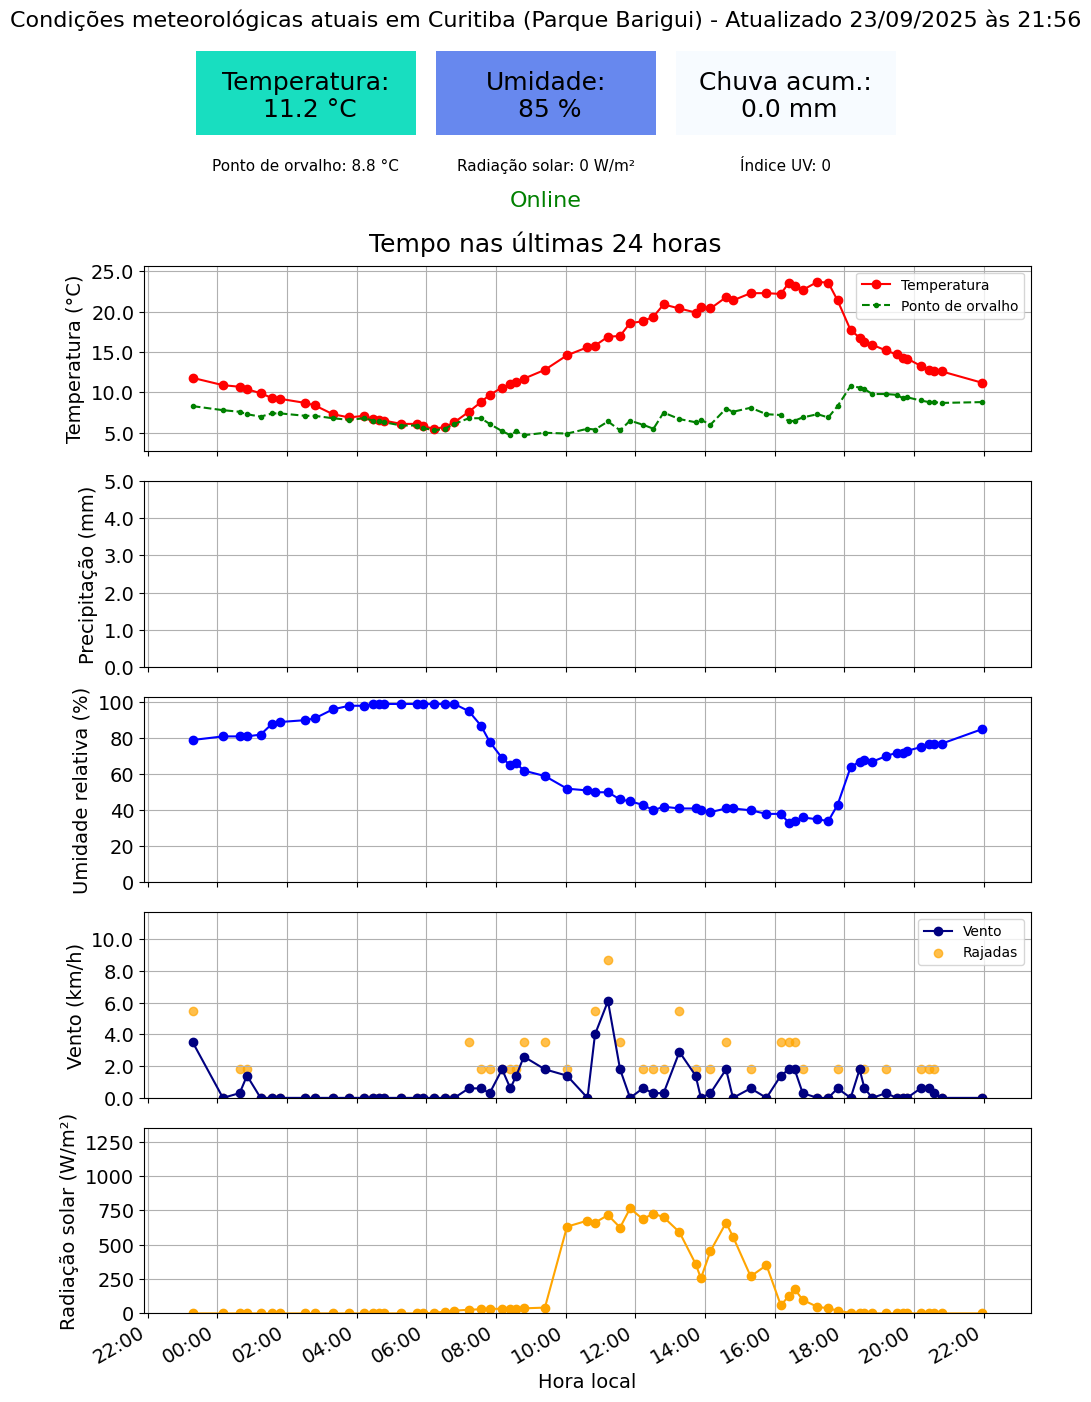 Condições meteorológicas atuais em Curitiba (Parque Barigui) - Atualizado 23/09/2025 às 21:56
Temperatura:
11.2 °C
Umidade:
85 %
Chuva acum.:
0.0 mm
Ponto de orvalho: 8.8 °C
Radiação solar: 0 W/m²
Índice UV: 0
Online
Tempo nas últimas 24 horas
Temperatura (°C)
25.0
20.0
15.0
10.0
5.0
Temperatura
Ponto de orvalho
Precipitação (mm)
5.0
4.0
3.0
2.0
1.0
0.0
Umidade relativa (%)
100
80
60
40
20
0
Vento (km/h)
10.0
8.0
6.0
4.0
2.0
0.0
Vento
Rajadas
Radiação solar (W/m²)
1250
1000
750
500
250
0
22:00
00:00
02:00
04:00
06:00
08:00
10:00
12:00
14:00
16:00
18:00
20:00
22:00
Hora local